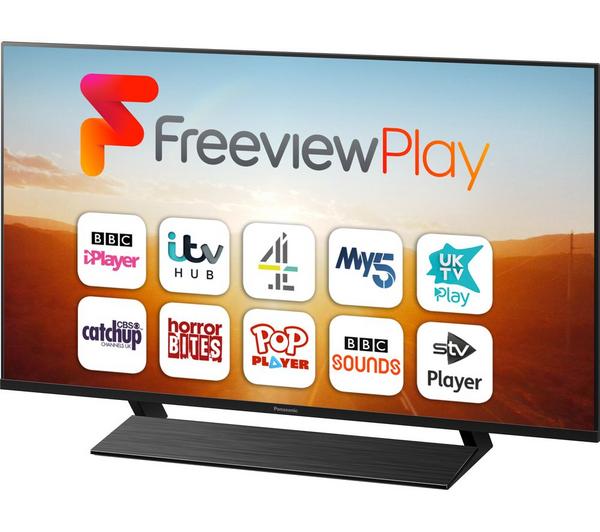 FreeviewPlay
BBC
iPlayer
itv
HUB
4
My5
UK
TV
Play
CBS
catchup
CHANNELS UK
horror
BITES
POP
PLAYER
BBC
SOUNDS
stv
Player
Panasonic